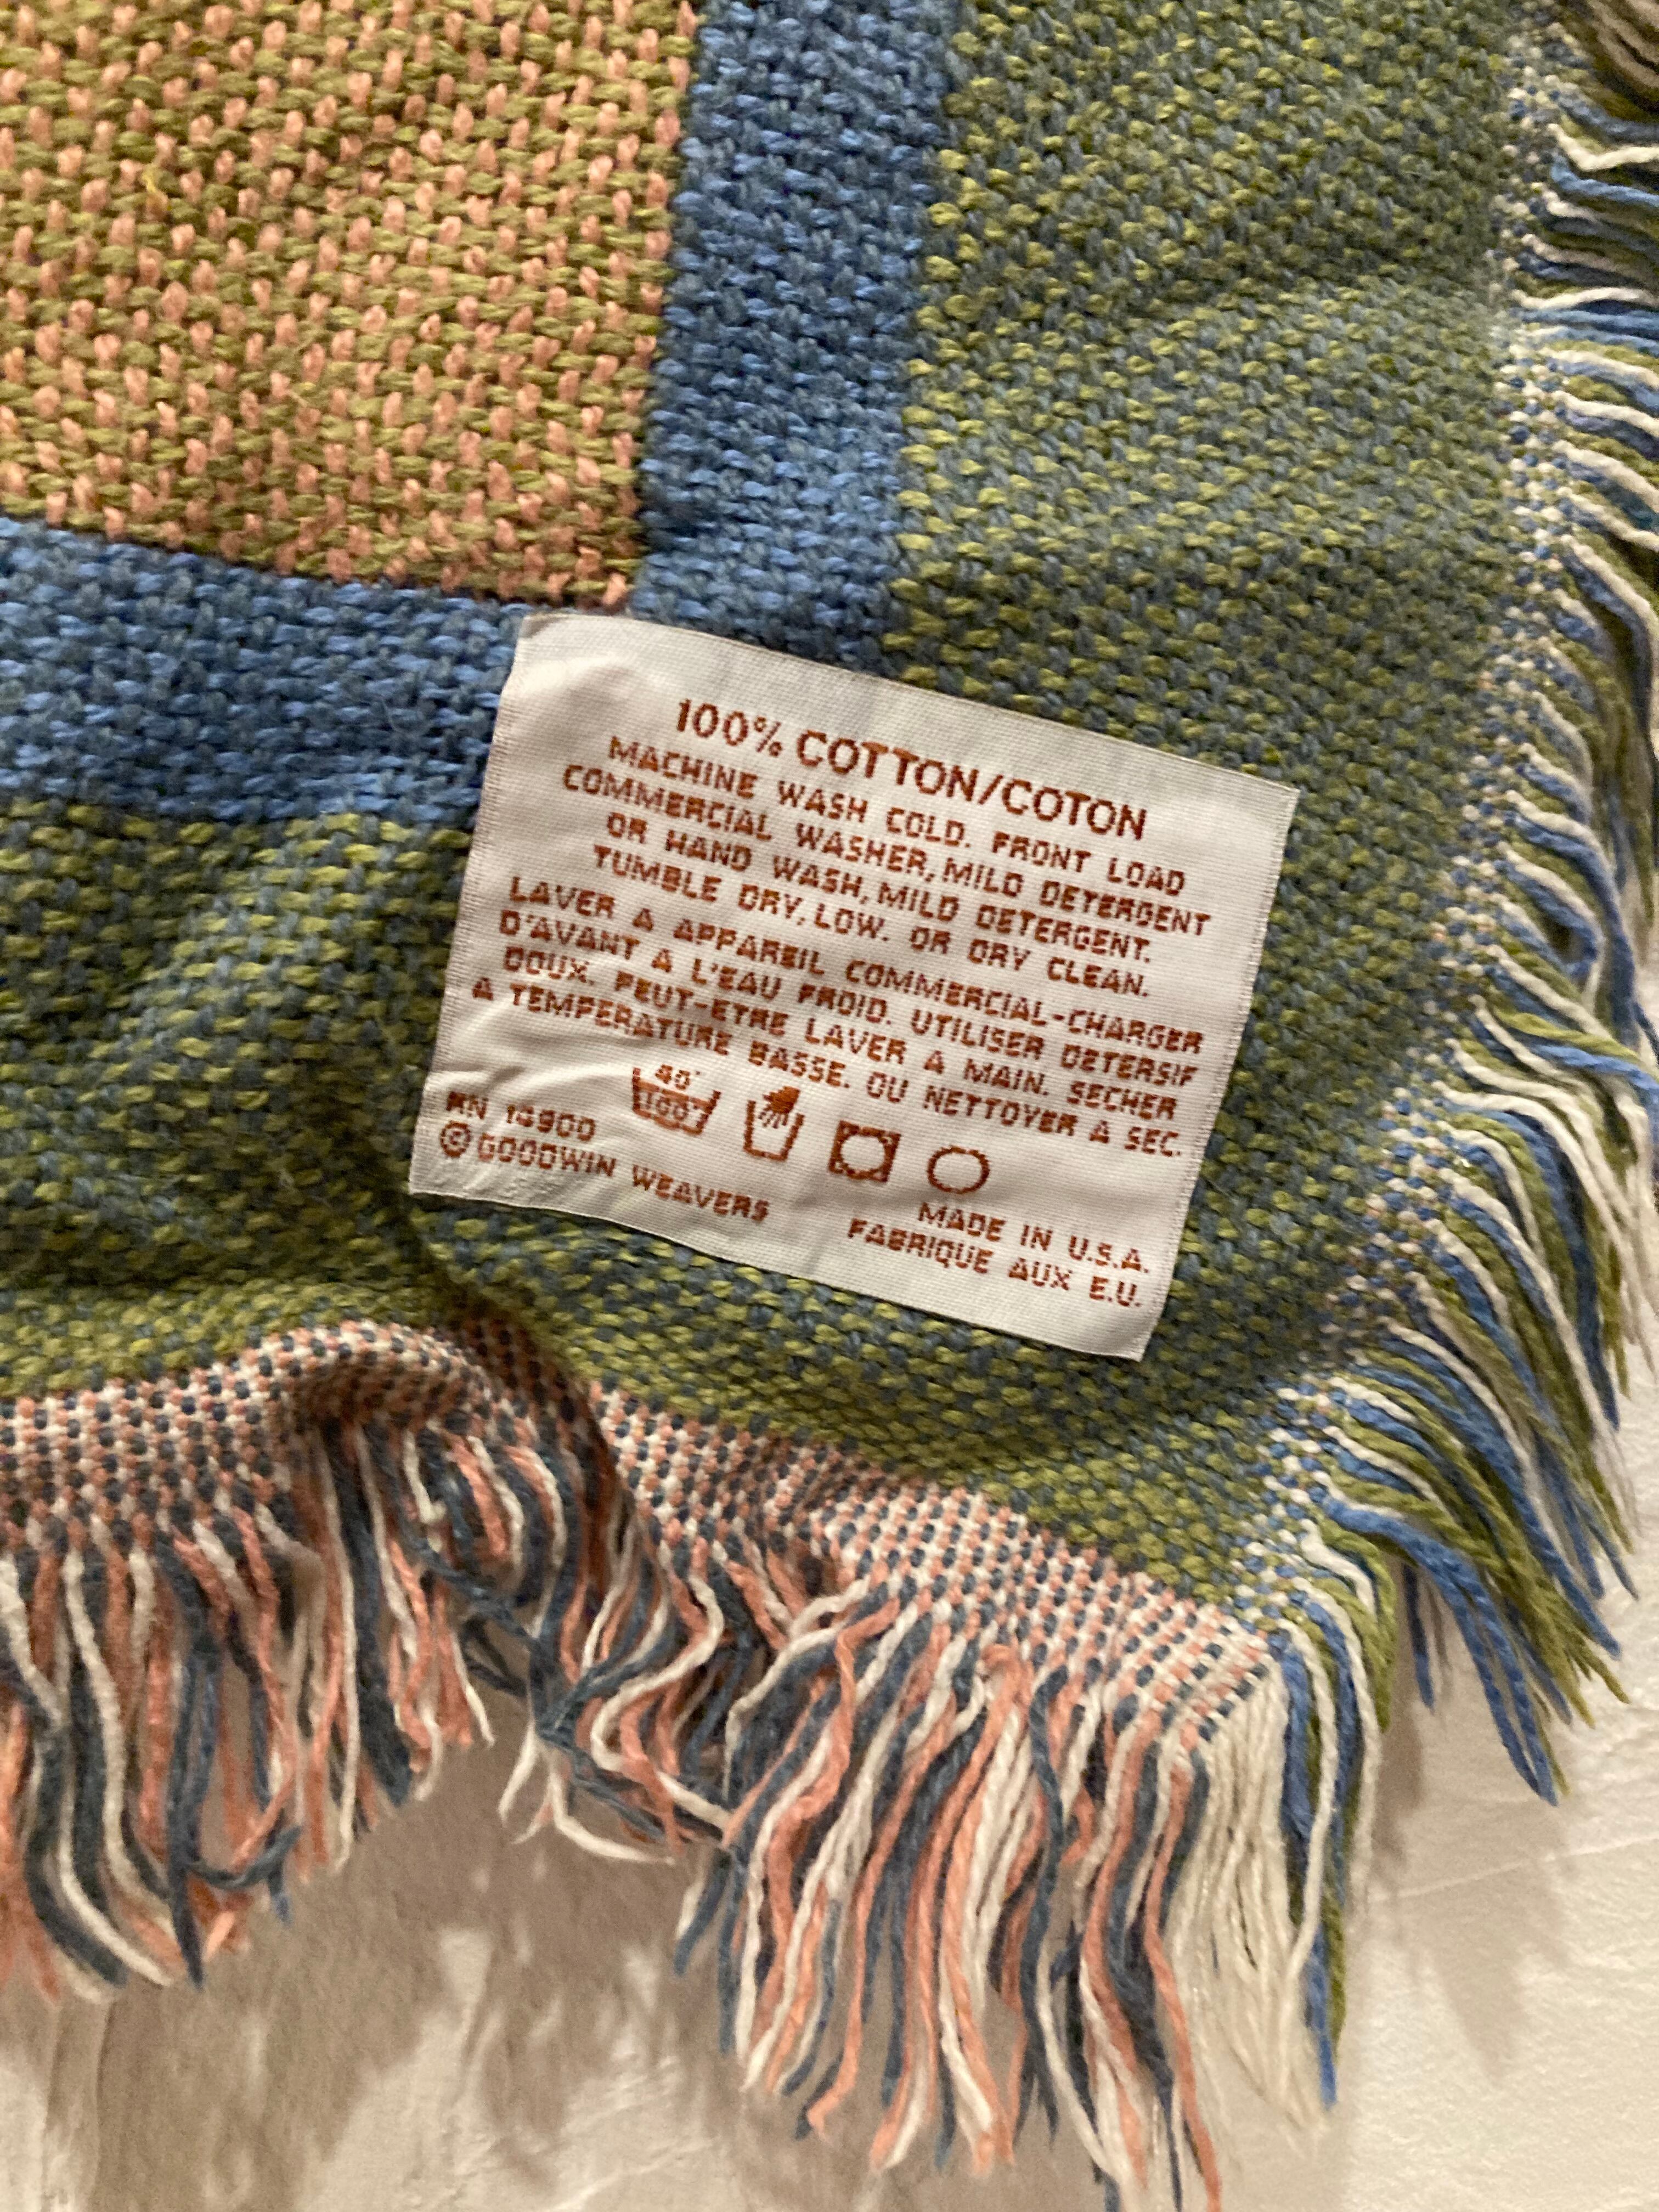 100% COTTON/COTON
MACHINE WASH COLD. FRONT LOAD
COMMERCIAL WASHER, MILD DETERGENT
OR HAND WASH, MILD DETERGENT.
TUMBLE DRY, LOW. OR DRY CLEAN.
LAVER A APPAREIL COMMERCIAL-CHARGER
D'AVANT A L'EAU FROID. UTILISER DETERSIF
DOUX. PEUT-ETRE LAVER A MAIN. SECHER
A TEMPERATURE BASSE. OU NETTOYER A SEC.
40°
100°
RN 14900
© GOODWIN WEAVERS
MADE IN U.S.A.
FABRIQUE AUX E.U.